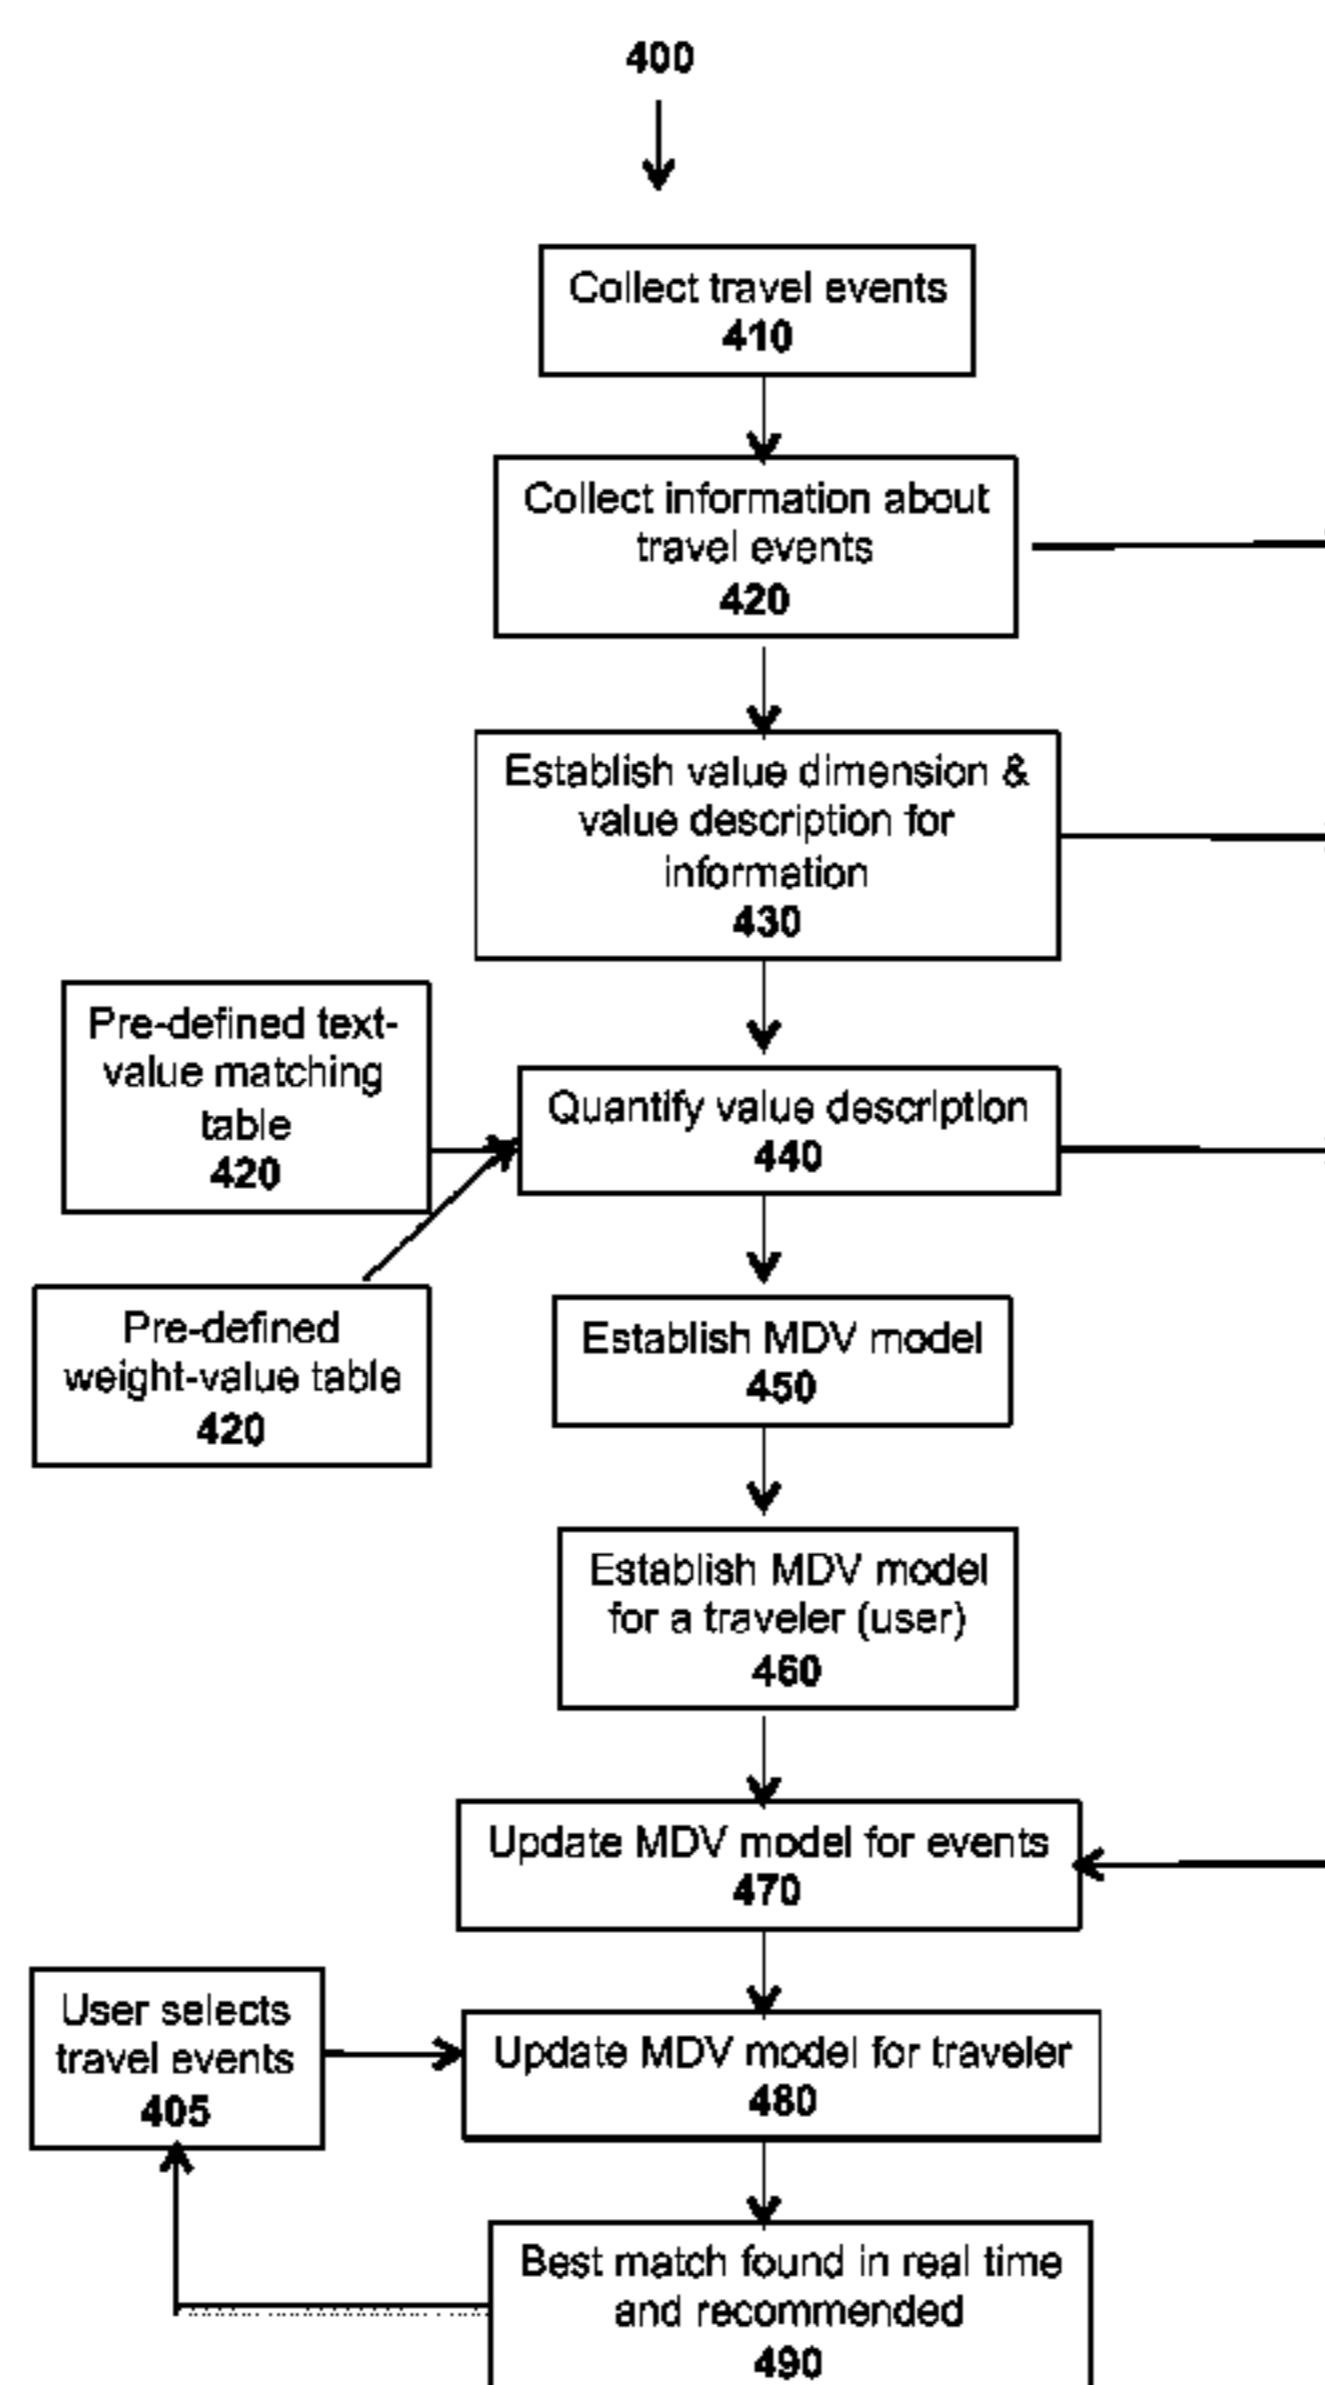 400
Collect travel events
410
Collect information about
travel events
420
Establish value dimension &
value description for
information
430
Pre-defined text-
value matching
table
420
Quantify value description
440
Pre-defined
weight-value table
420
Establish MDV model
450
Establish MDV model
for a traveler (user)
460
Update MDV model for events
470
User selects
travel events
405
Update MDV model for traveler
480
Best match found in real time
and recommended
490